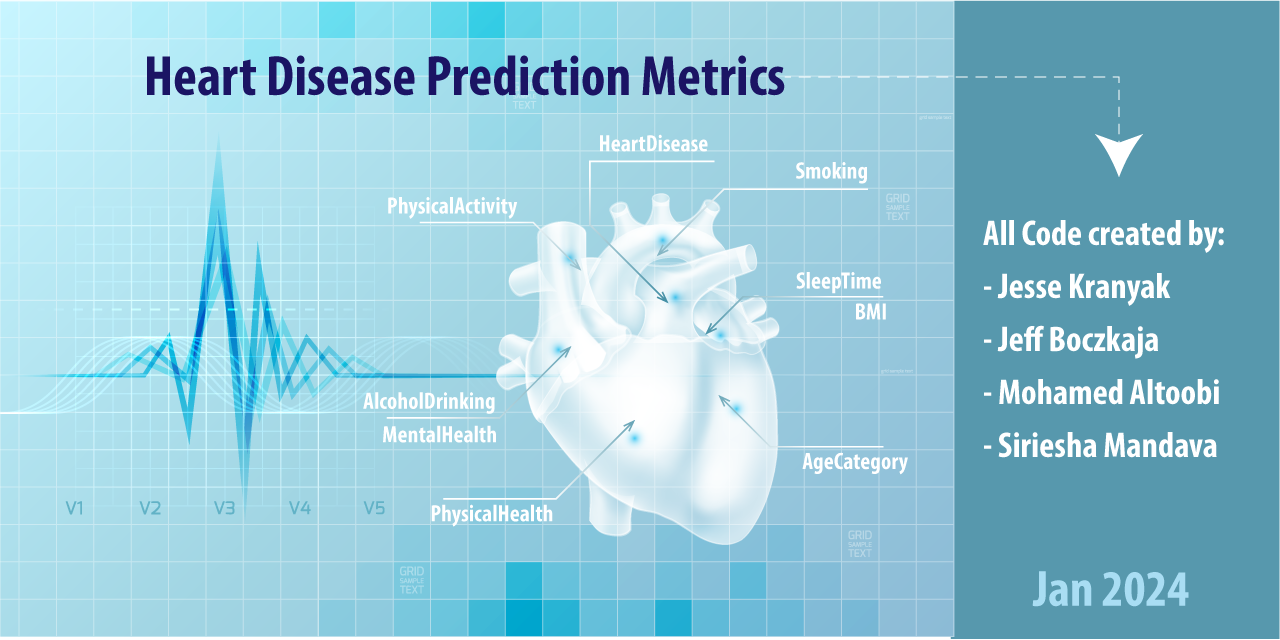 Heart Disease Prediction Metrics
TEXT
HeartDisease
Smoking
PhysicalActivity
GRID
SAMPLE
TEXT
SleepTime
BMI
AlcoholDrinking
MentalHealth
AgeCategory
PhysicalHealth
V1 V2 V3 V4 V5
GRID
SAMPLE
TEXT
GRID
SAMPLE
TEXT
All Code created by:
- Jesse Kranyak
- Jeff Boczkaja
- Mohamed Altoobi
- Siriesha Mandava
Jan 2024